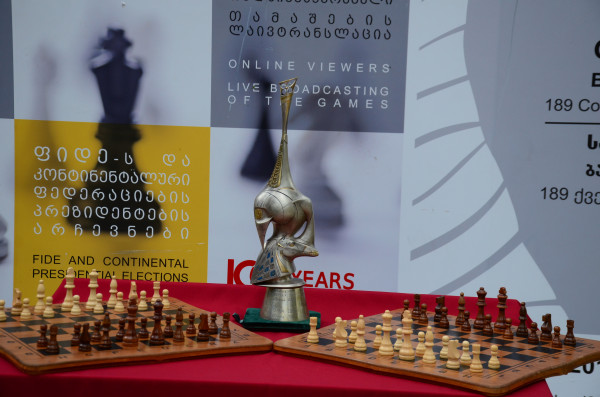 თამაშების
ლაივტრანსლაცია
ONLINE VIEWERS
LIVE BROADCASTING
OF THE GAMES
ფიდე-ს და
კონტინენტალური
ფედერაციების
პრეზიდენტების
არჩევნები
FIDE AND CONTINENTAL
PRESIDENTIAL ELECTIONS
YEARS
189
189 ქვე